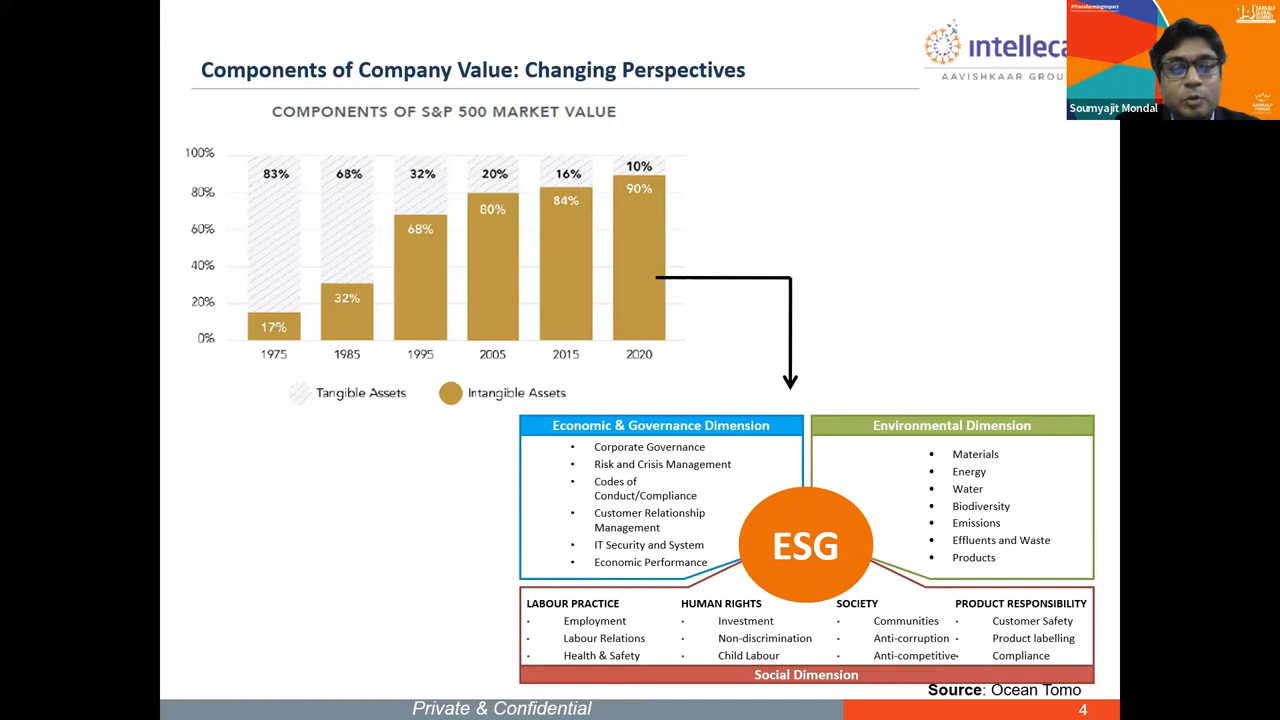 Components of Company Value: Changing Perspectives
AAVISHKAAR GROU
#TransformingImpact
Soumyajit Mondal
COMPONENTS OF S&P 500 MARKET VALUE
100%
80%
60%
40%
20%
0%
83%
68%
32%
20%
16%
10%
17%
32%
68%
80%
84%
90%
1975
1985
1995
2005
2015
2020
Tangible Assets
Intangible Assets
Economic & Governance Dimension
• Corporate Governance
• Risk and Crisis Management
• Codes of
Conduct/Compliance
• Customer Relationship
Management
• IT Security and System
• Economic Performance
Environmental Dimension
• Materials
• Energy
• Water
• Biodiversity
• Emissions
• Effluents and Waste
• Products
ESG
LABOUR PRACTICE
• Employment
• Labour Relations
• Health & Safety
HUMAN RIGHTS
• Investment
• Non-discrimination
• Child Labour
SOCIETY
• Communities
• Anti-corruption
• Anti-competitive
PRODUCT RESPONSIBILITY
• Customer Safety
• Product labelling
• Compliance
Social Dimension
Source: Ocean Tomo
Private & Confidential
4